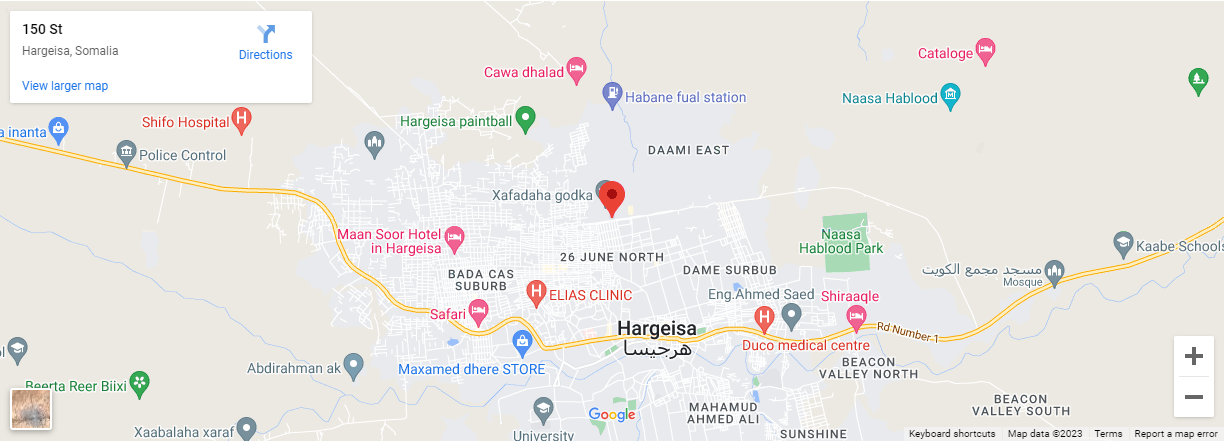 150 St
Hargeisa, Somalia
Directions
View larger map
Cataloge
Cawa dhalad
Habane fual station
Naasa Hablood
Shifo Hospital
Hargeisa paintball
a inanta
Police Control
DAAMI EAST
Xafadaha godka
Maan Soor Hotel
in Hargeisa
Naasa
Hablood Park
Kaabe Schools
26 JUNE NORTH
BADA CAS
SUBURB
DAME SURBUB
مسجد مجمع الكويت
Mosque
ELIAS CLINIC
Eng.Ahmed Saed
Shiraaqle
Safari
Hargeisa
هرجيسا
Rd Number 1
Duco medical centre
Maxamed dhere STORE
Abdirahman ak
BEACON
VALLEY NORTH
Beerta Reer Biixi
BEACON
VALLEY SOUTH
MAHAMUD
AHMED ALI
Google
Xaabalaha xaraf
University
SUNSHINE
Keyboard shortcuts
Map data ©2023
Terms
Report a map error